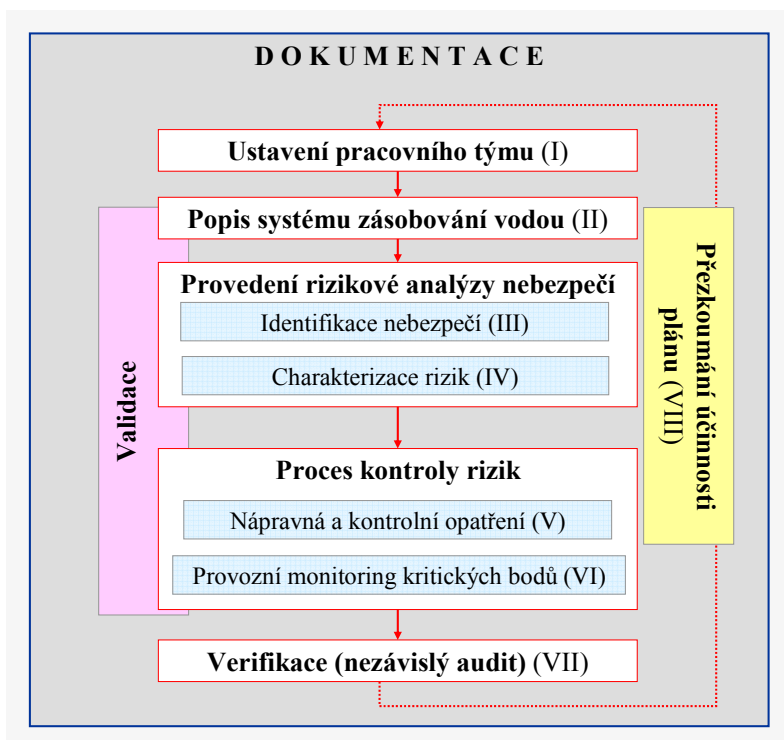 D O K U M E N T A C E
Ustavení pracovního týmu (I)
Popis systému zásobování vodou (II)
Provedení rizikové analýzy nebezpečí
Identifikace nebezpečí (III)
Charakterizace rizik (IV)
Proces kontroly rizik
Nápravná a kontrolní opatření (V)
Provozní monitoring kritických bodů (VI)
Verifikace (nezávislý audit) (VII)
Validace
Přezkoumání účinnosti
plánu (VIII)